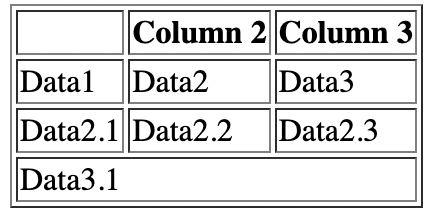 Column 2 Column 3
Data1 Data2 Data3
Data2.1 Data2.2 Data2.3
Data3.1